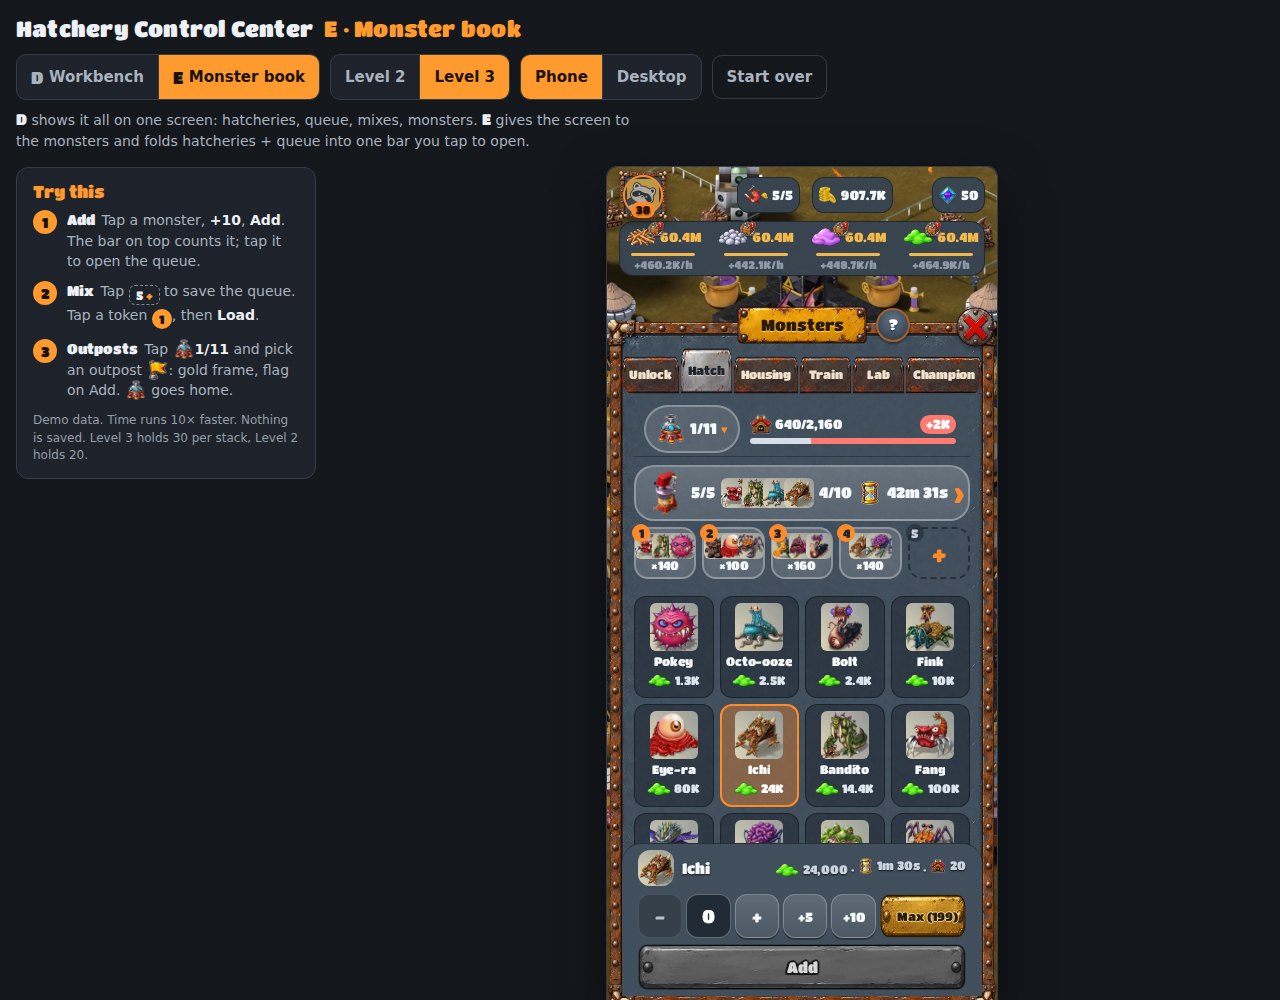 Hatchery Control Center E · Monster book
D Workbench E Monster book Level 2 Level 3 Phone Desktop Start over
D shows it all on one screen: hatcheries, queue, mixes, monsters. E gives the screen to
the monsters and folds hatcheries + queue into one bar you tap to open.
Try this
1 Add Tap a monster, +10, Add.
The bar on top counts it; tap it
to open the queue.
2 Mix Tap 5 + to save the queue.
Tap a token 1, then Load.
3 Outposts Tap 1/11 and pick
an outpost : gold frame, flag
on Add. goes home.
Demo data. Time runs 10× faster. Nothing
is saved. Level 3 holds 30 per stack, Level 2
holds 20.
30 5/5 907.7K 50
60.4M 60.4M 60.4M 60.4M
+460.2K/h +442.1K/h +448.7K/h +464.9K/h
Monsters ?
Unlock Hatch Housing Train Lab Champion
1/11 640/2,160 +2K
5/5 4/10 42m 31s
1 2 3 4 5
×140 ×100 ×160 ×140 +
Pokey Octo-ooze Bolt Fink
1.3K 2.5K 2.4K 10K
Eye-ra Ichi Bandito Fang
80K 24K 14.4K 100K
Ichi 24,000 · 1m 30s · 20
− 0 + +5 +10 Max (199)
Add